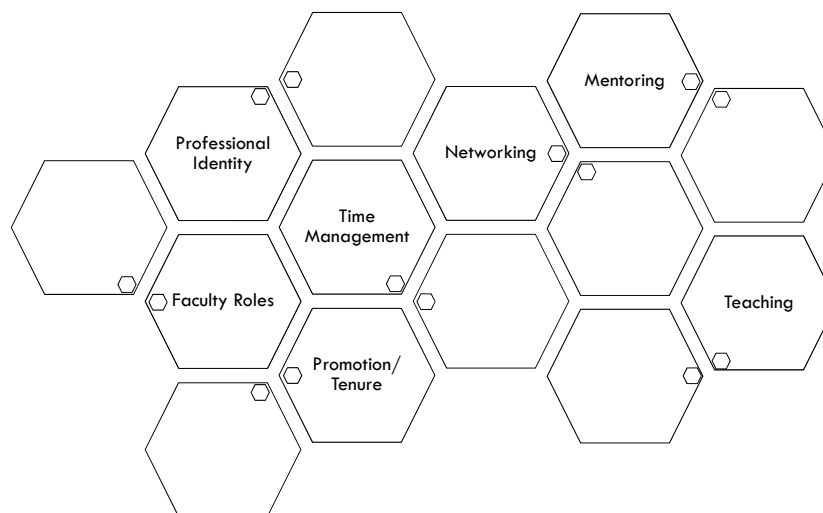 Mentoring
Professional
Identity
Networking
Time
Management
Faculty Roles
Teaching
Promotion/
Tenure